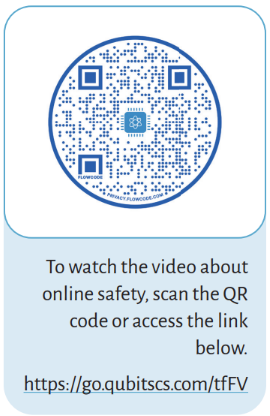 FLOWCODE
PRIVACY.FLOWCODE.COM
To watch the video about
online safety, scan the QR
code or access the link
below.
https://go.qubitscs.com/tfFV